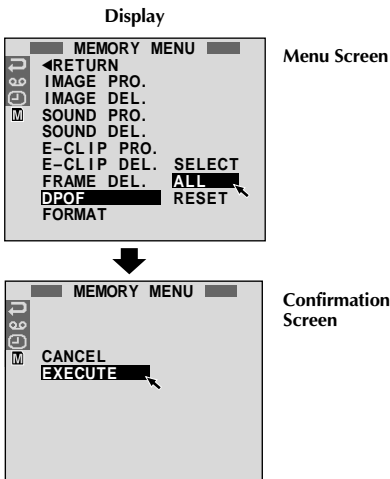 Display
MEMORY MENU
Menu Screen
◀RETURN
IMAGE PRO.
IMAGE DEL.
M SOUND PRO.
SOUND DEL.
E–CLIP PRO.
E–CLIP DEL. SELECT
FRAME DEL. ALL
DPOF RESET
FORMAT
MEMORY MENU
Confirmation
Screen
M CANCEL
EXECUTE